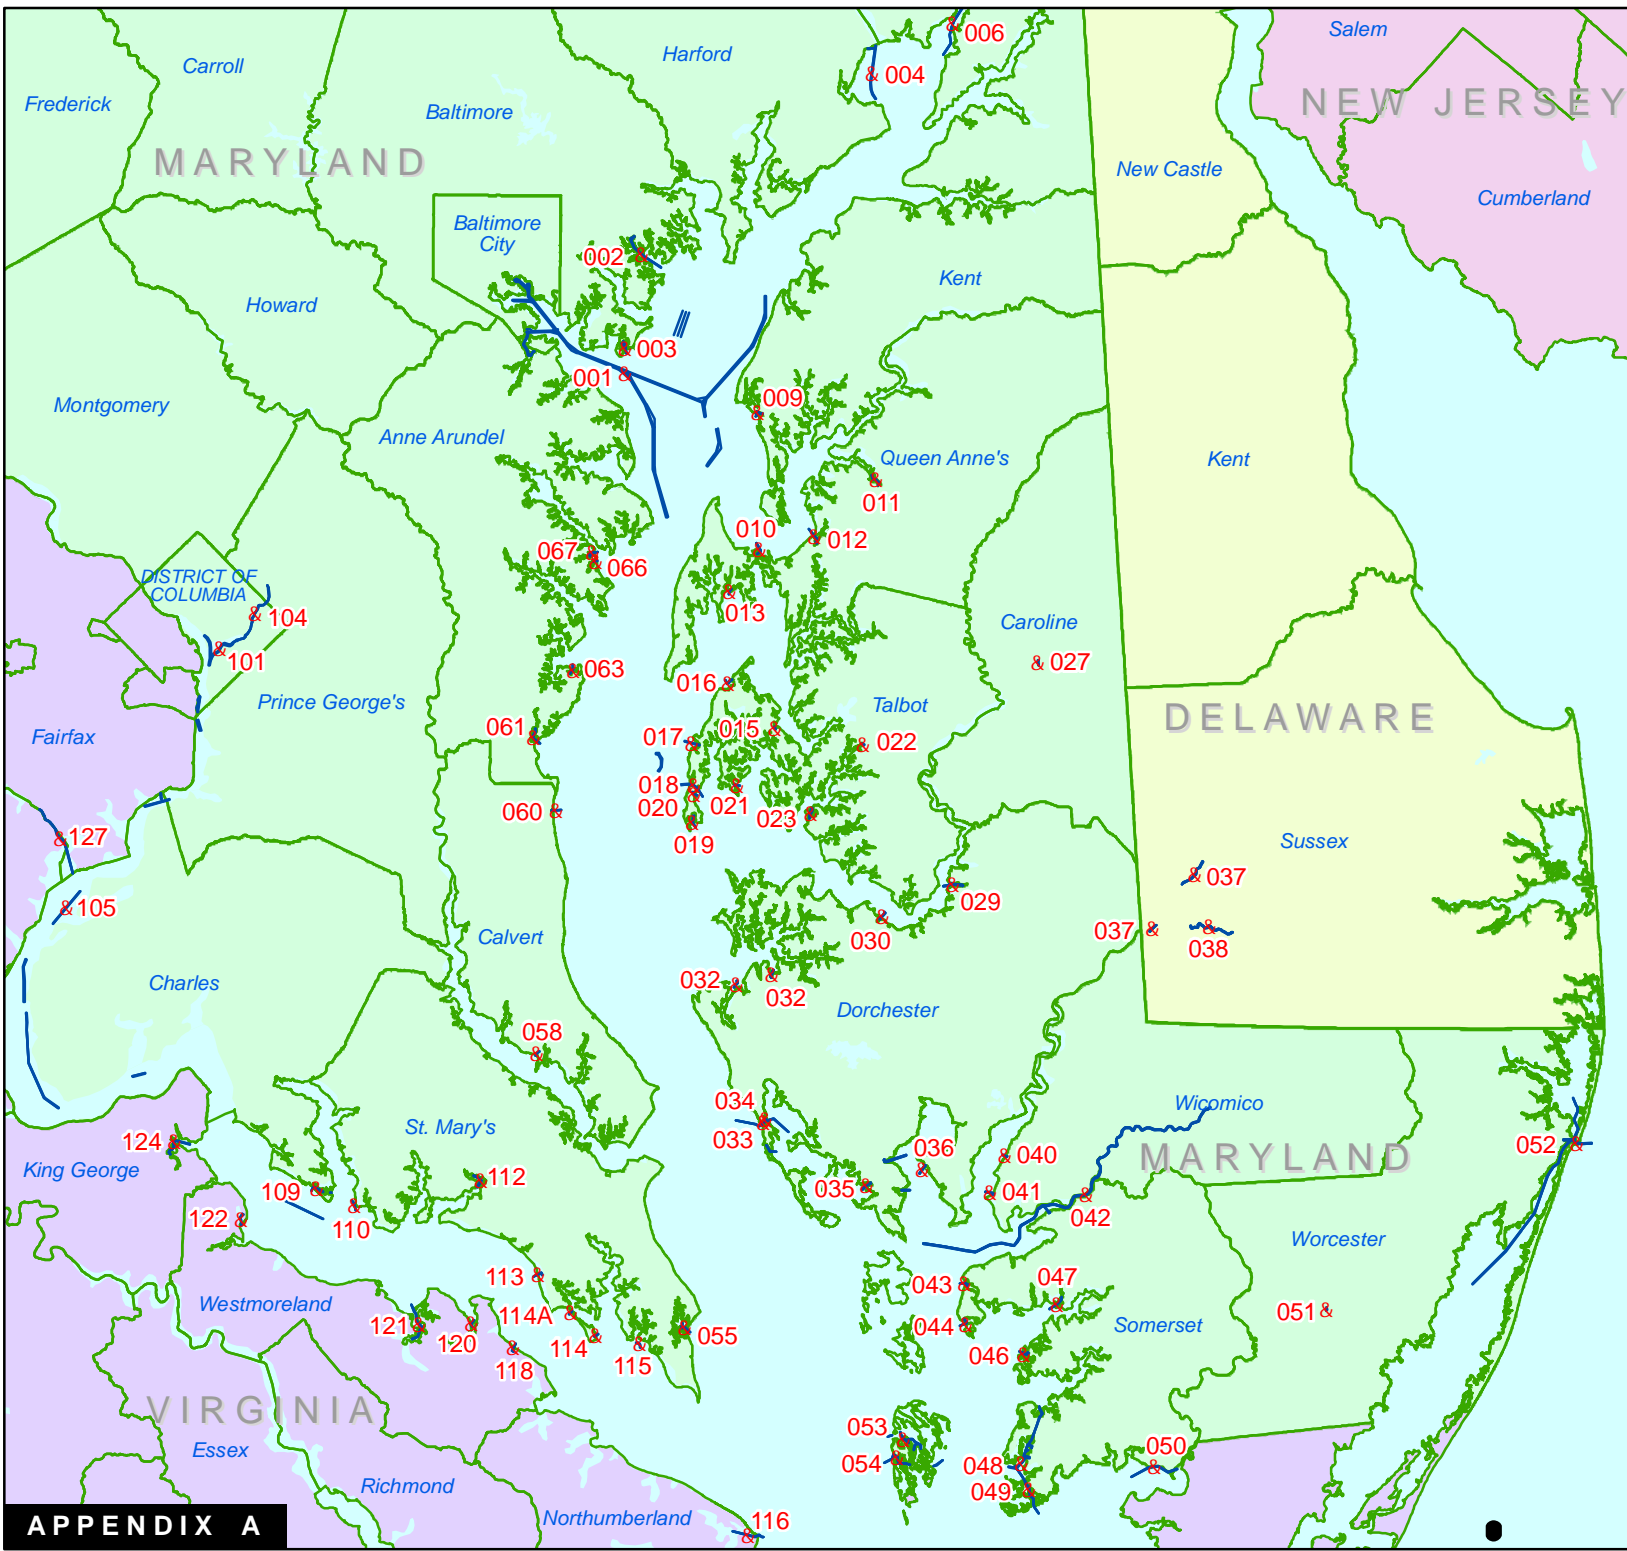 006
Salem
Harford
Carroll
004
NEW JERSEY
Frederick
Baltimore
MARYLAND
New Castle
Cumberland
Baltimore
City
002
Kent
Howard
003
001
009
Montgomery
Anne Arundel
Queen Anne's
Kent
011
010
012
067
066
DISTRICT OF
COLUMBIA
013
104
Caroline
101
027
063
016
Prince George's
Talbot
DELAWARE
061
015
017
Fairfax
022
018
021
020
060
023
127
019
Sussex
037
029
105
037
030
Calvert
038
032
032
Charles
Dorchester
058
034
Wicomico
St. Mary's
033
124
052
036
040
MARYLAND
King George
112
035
041
109
042
122
110
Worcester
113
043
047
Westmoreland
051
114A
121
044
Somerset
055
120
114
046
118
115
VIRGINIA
053
Essex
050
054
048
Richmond
049
Northumberland
116
APPENDIX A